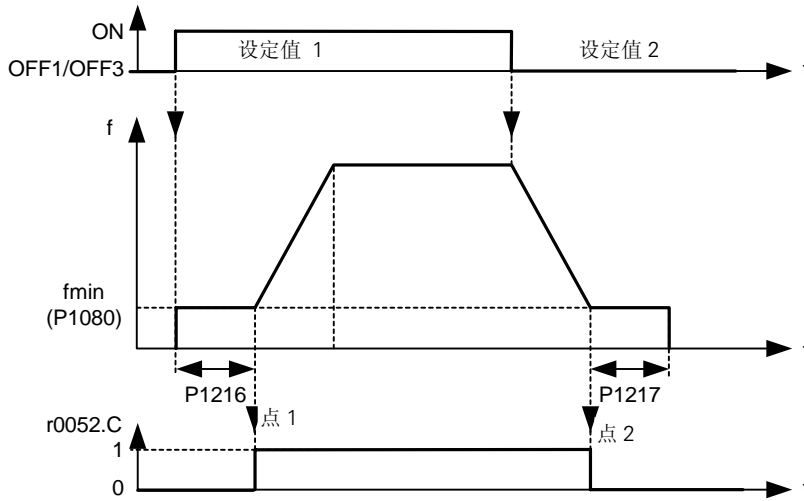 ON
设定值 1
设定值 2
OFF1/OFF3
f
fmin
(P1080)
P1216
P1217
r0052.C
点 1
点 2
1
0